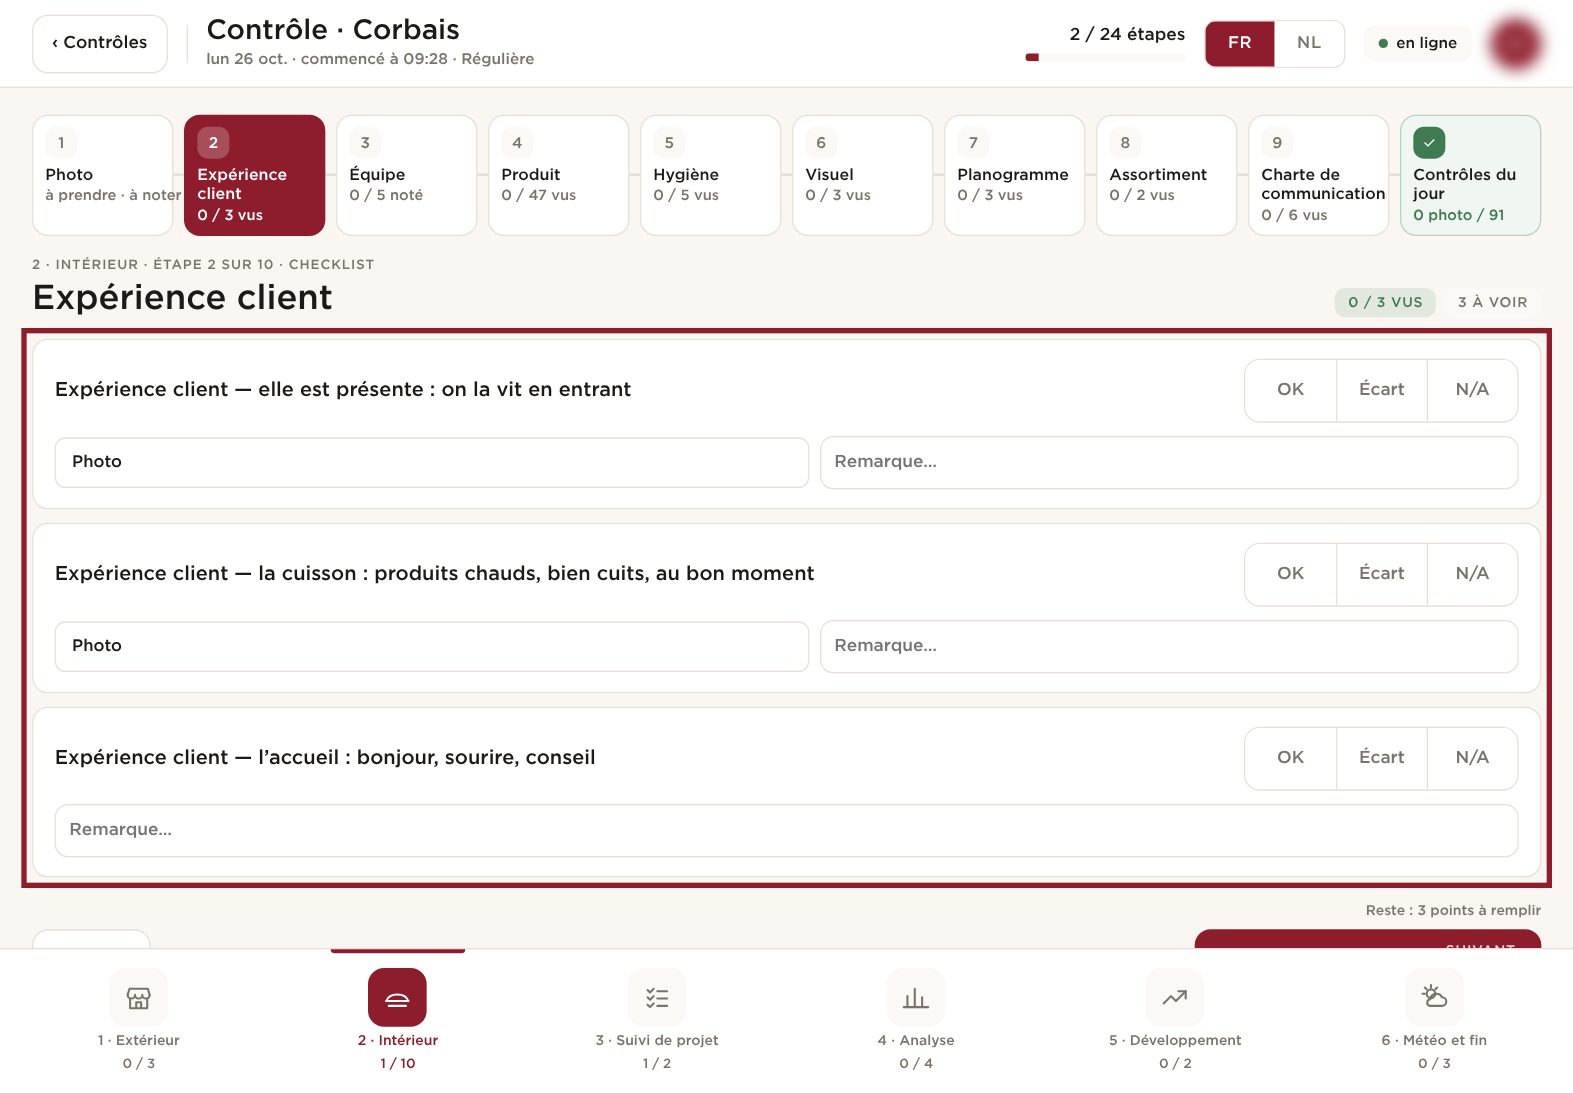 ‹ Contrôles
Contrôle · Corbais
lun 26 oct. · commencé à 09:28 · Régulière
2 / 24 étapes
FR
NL
en ligne
1
Photo
à prendre · à noter
2
Expérience
client
0 / 3 vus
3
Équipe
0 / 5 noté
4
Produit
0 / 47 vus
5
Hygiène
0 / 5 vus
6
Visuel
0 / 3 vus
7
Planogramme
0 / 3 vus
8
Assortiment
0 / 2 vus
9
Charte de
communication
0 / 6 vus
Contrôles du
jour
0 photo / 91
2 · INTÉRIEUR · ÉTAPE 2 SUR 10 · CHECKLIST
Expérience client
0 / 3 VUS
3 À VOIR
Expérience client — elle est présente : on la vit en entrant
OK
Écart
N/A
Photo
Remarque...
Expérience client — la cuisson : produits chauds, bien cuits, au bon moment
OK
Écart
N/A
Photo
Remarque...
Expérience client — l’accueil : bonjour, sourire, conseil
OK
Écart
N/A
Remarque...
Reste : 3 points à remplir
SUIVANT
1 · Extérieur
0 / 3
2 · Intérieur
1 / 10
3 · Suivi de projet
1 / 2
4 · Analyse
0 / 4
5 · Développement
0 / 2
6 · Météo et fin
0 / 3